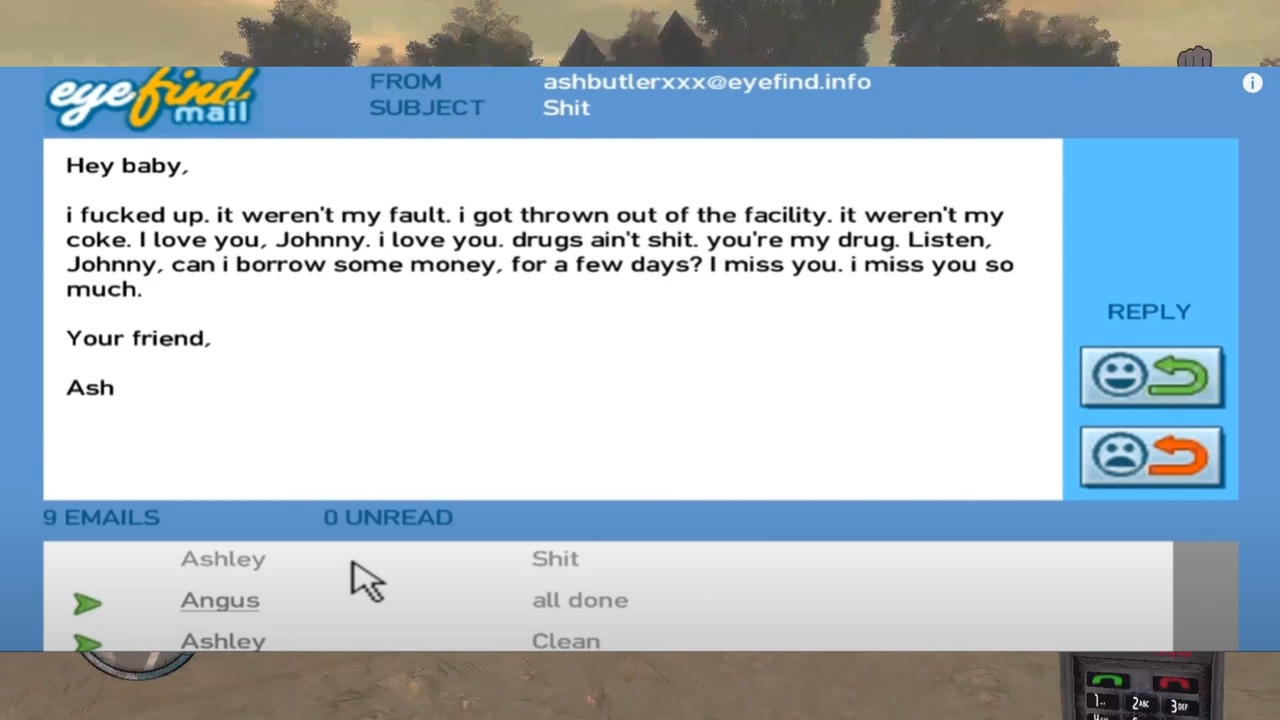 eyefind
mail
FROM ashbutlerxxx@eyefind.info
SUBJECT Shit
i
Hey baby,
i fucked up. it weren't my fault. i got thrown out of the facility. it weren't my
coke. I love you, Johnny. i love you. drugs ain't shit. you're my drug. Listen,
Johnny, can i borrow some money, for a few days? I miss you. i miss you so
much.
Your friend,
Ash
REPLY
9 EMAILS 0 UNREAD
Ashley Shit
Angus all done
Ashley Clean
1 2ABC 3DEF